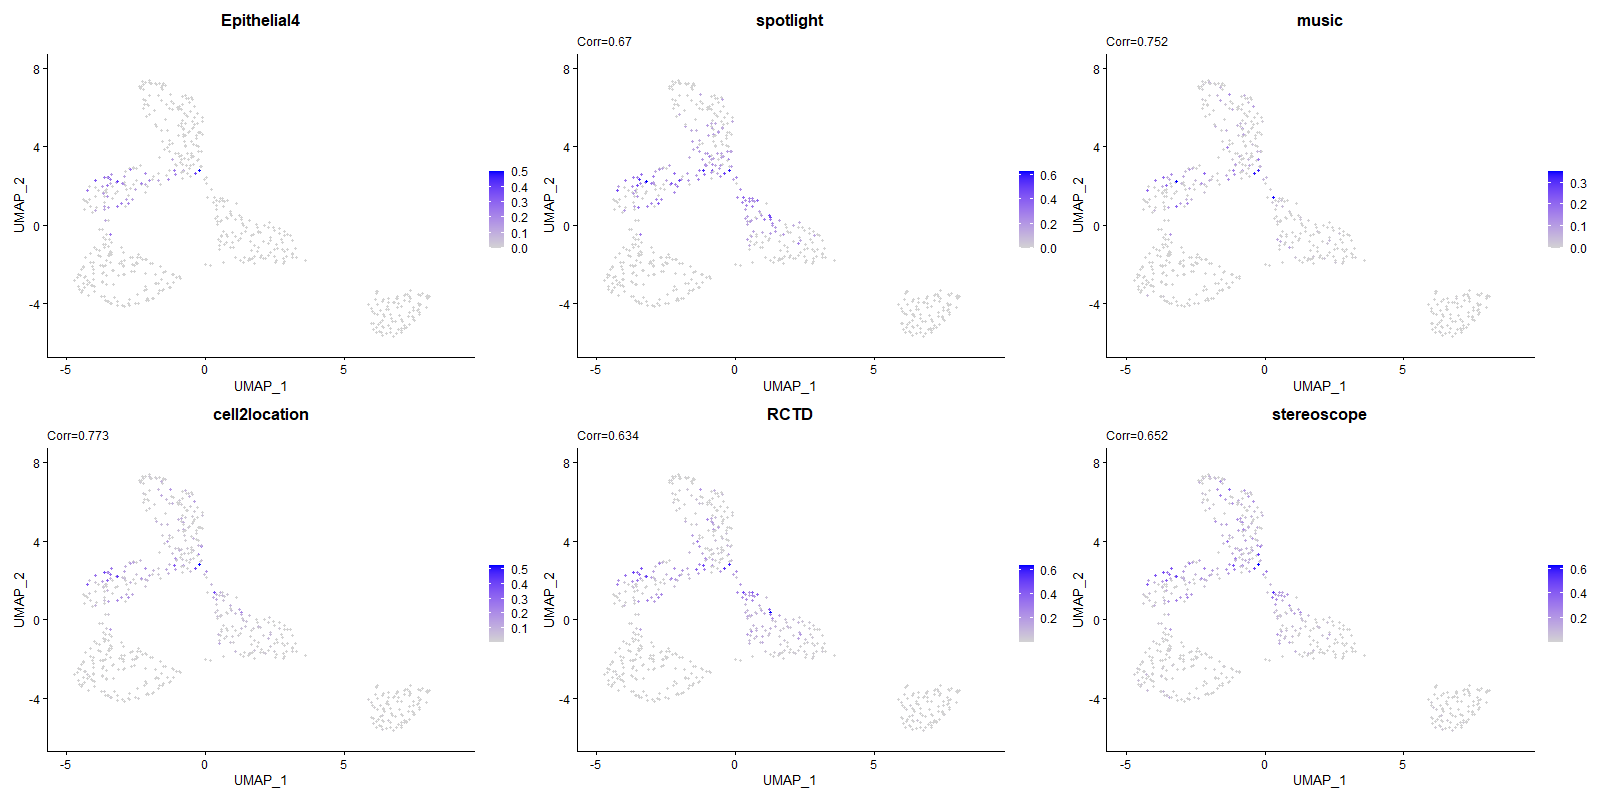 Epithelial4
8
4
0
-4
-5
0
5
UMAP_2
UMAP_1
0.5
0.4
0.3
0.2
0.1
0.0
spotlight
Corr=0.67
8
4
0
-4
-5
0
5
UMAP_2
UMAP_1
0.6
0.4
0.2
0.0
music
Corr=0.752
8
4
0
-4
-5
0
5
UMAP_2
UMAP_1
0.3
0.2
0.1
0.0
cell2location
Corr=0.773
8
4
0
-4
-5
0
5
UMAP_2
UMAP_1
0.5
0.4
0.3
0.2
0.1
RCTD
Corr=0.634
8
4
0
-4
-5
0
5
UMAP_2
UMAP_1
0.6
0.4
0.2
stereoscope
Corr=0.652
8
4
0
-4
-5
0
5
UMAP_2
UMAP_1
0.6
0.4
0.2